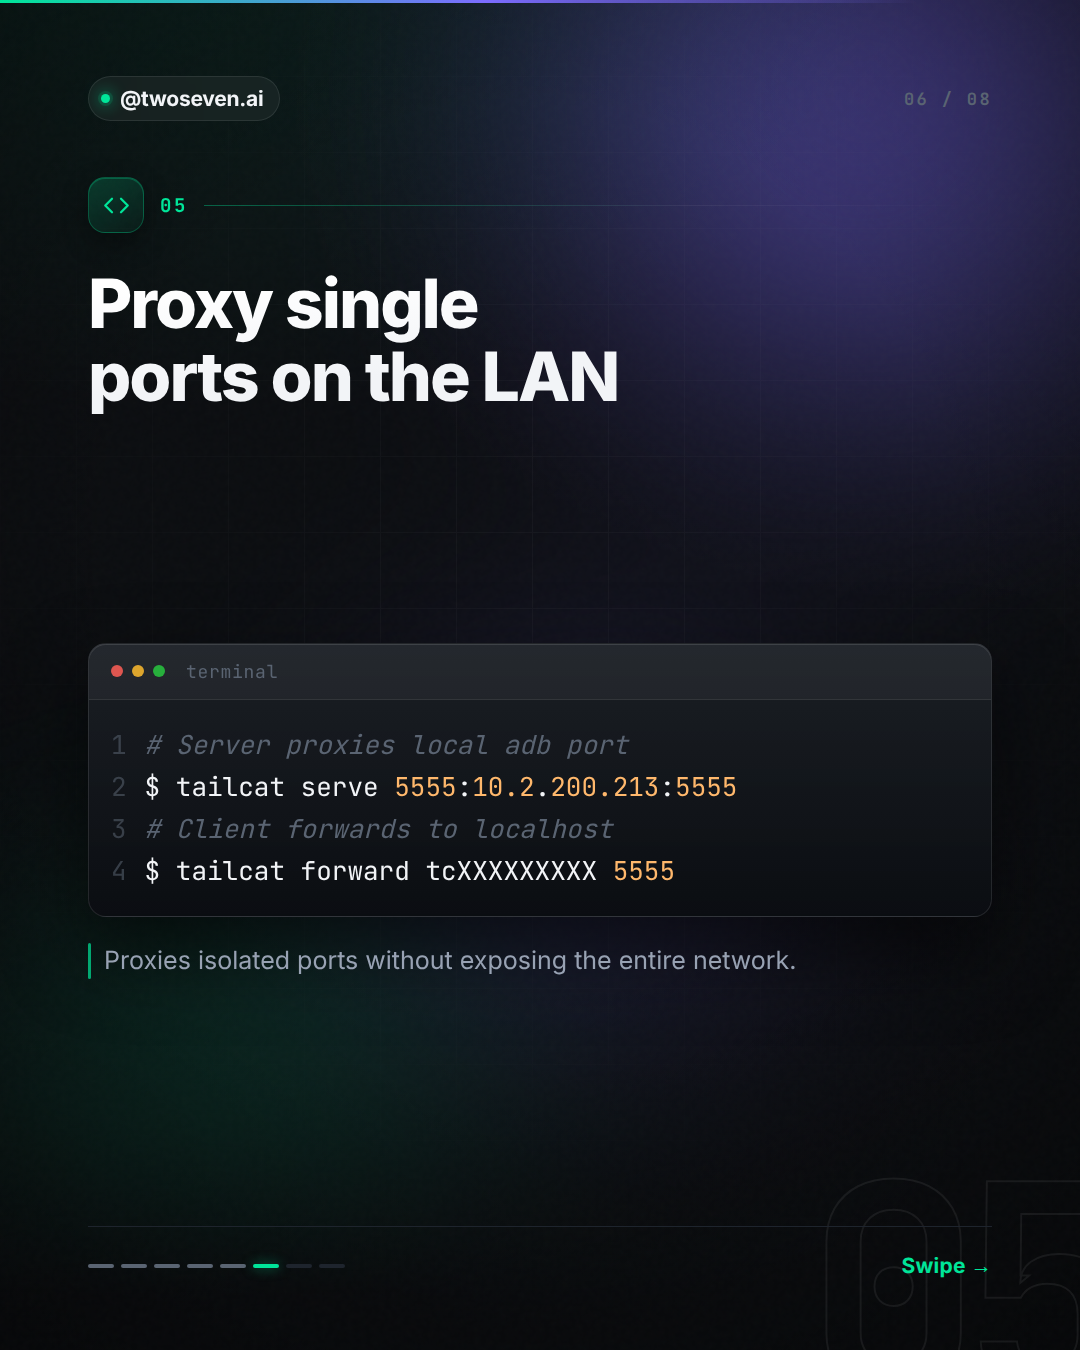 @twoseven.ai
06 / 08
05
Proxy single
ports on the LAN
terminal
1 # Server proxies local adb port
2 $ tailcat serve 5555:10.2.200.213:5555
3 # Client forwards to localhost
4 $ tailcat forward tcXXXXXXXXX 5555
Proxies isolated ports without exposing the entire network.
Swipe →
05